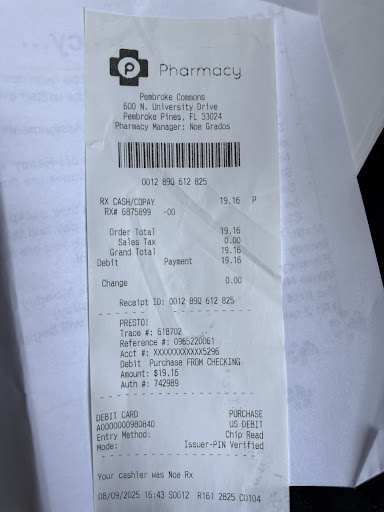 p Pharmacy
Pembroke Commons
600 N. University Drive
Pembroke Pines, FL 33024
Pharmacy Manager: Noe Grados
0012 89Q 612 825
RX CASH/COPAY 19.16 P
RX# 6875899 -00
Order Total 19.16
Sales Tax 0.00
Grand Total 19.16
Debit Payment 19.16
Change 0.00
Receipt ID: 0012 89Q 612 825
PRESTO!
Trace #: 618702
Reference #: 0965220061
Acct #: XXXXXXXXXXXX5296
Debit Purchase FROM CHECKING
Amount: $19.16
Auth #: 742989
DEBIT CARD PURCHASE
A0000000980840 US DEBIT
Entry Method: Chip Read
Mode: Issuer-PIN Verified
Your cashier was Noe Rx
08/09/2025 16:43 S0012 R161 2825 C0104